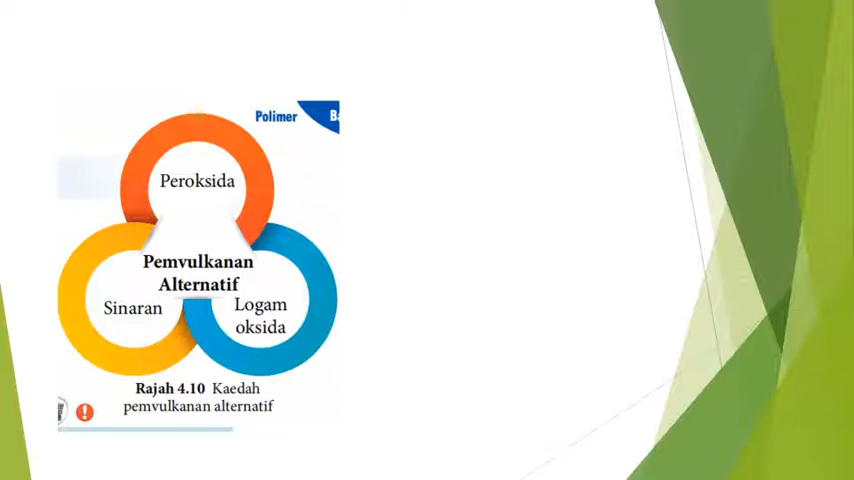 Polimer
Peroksida
Pemvulkanan
Alternatif
Sinaran
Logam
oksida
Rajah 4.10 Kaedah
pemvulkanan alternatif